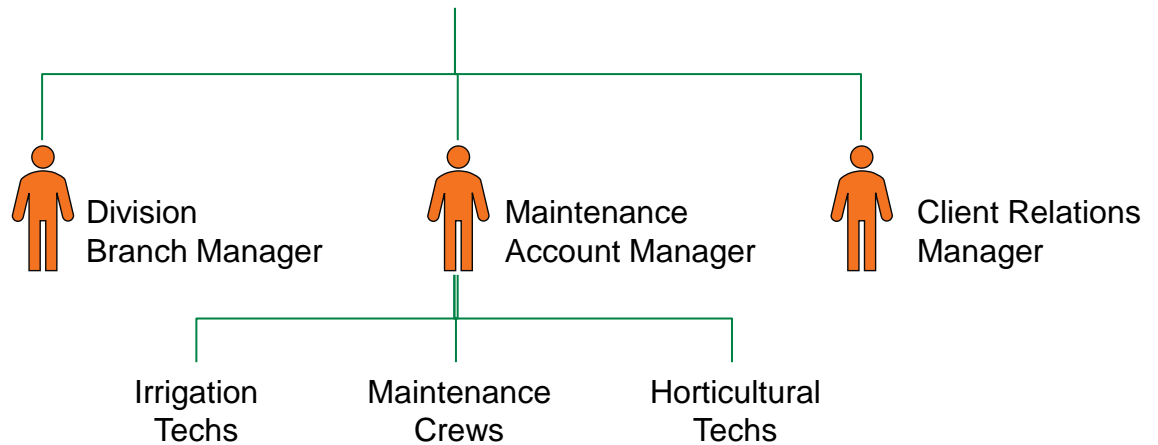 Division
Branch Manager
Maintenance
Account Manager
Client Relations
Manager
Irrigation
Techs
Maintenance
Crews
Horticultural
Techs